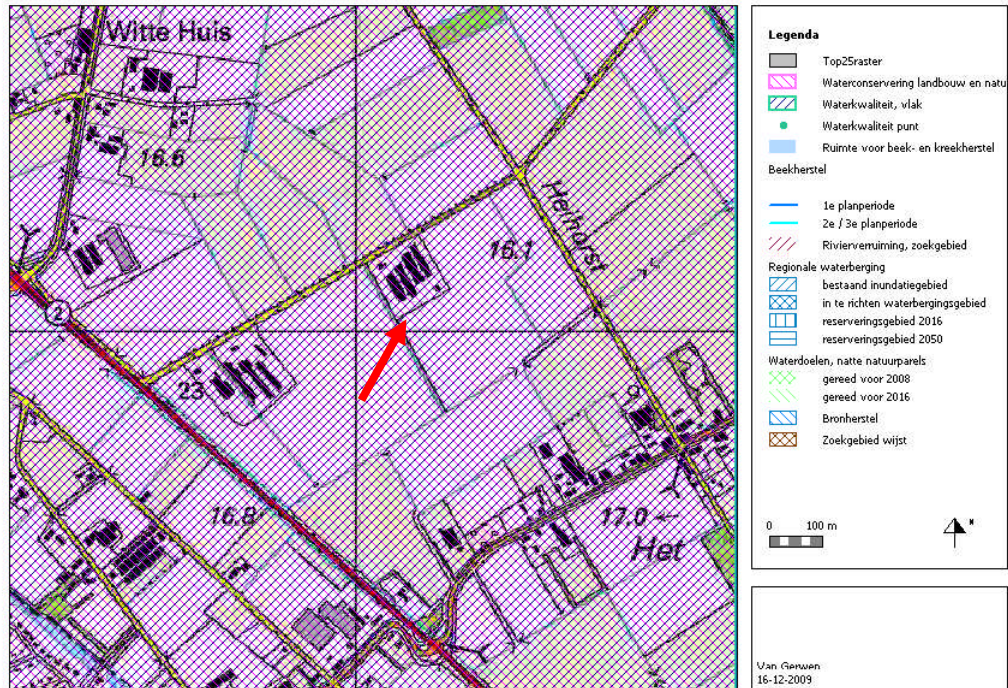 Witte Huis
16.6
Heihorst
16.1
2
23
16.8
17.0
Het
Legenda
Top25raster
Waterconservering landbouw en natu
Waterkwaliteit, vlak
Waterkwaliteit punt
Ruimte voor beek- en kreekherstel
Beekherstel
1e planperiode
2e / 3e planperiode
Rivierverruiming, zoekgebied
Regionale waterberging
bestaand inundatiegebied
in te richten waterbergingsgebied
reserveringsgebied 2016
reserveringsgebied 2050
Waterdoelen, natte natuurparels
gereed voor 2008
gereed voor 2016
Bronherstel
Zoekgebied wijst
0 100 m
Van Gerwen
16-12-2009